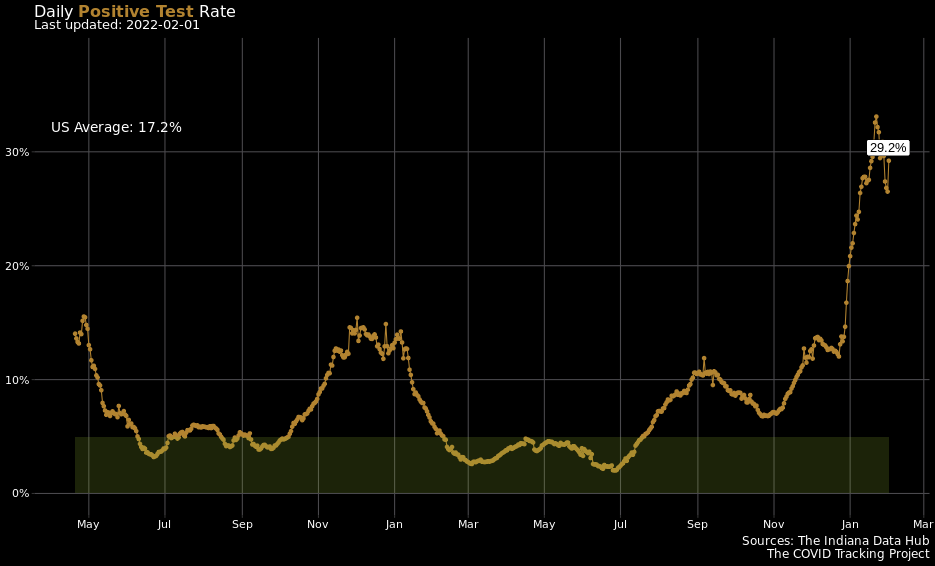 Daily Positive Test Rate
Last updated: 2022-02-01
US Average: 17.2%
30%
29.2%
20%
10%
0%
May Jul Sep Nov Jan Mar May Jul Sep Nov Jan Mar
Sources: The Indiana Data Hub
The COVID Tracking Project